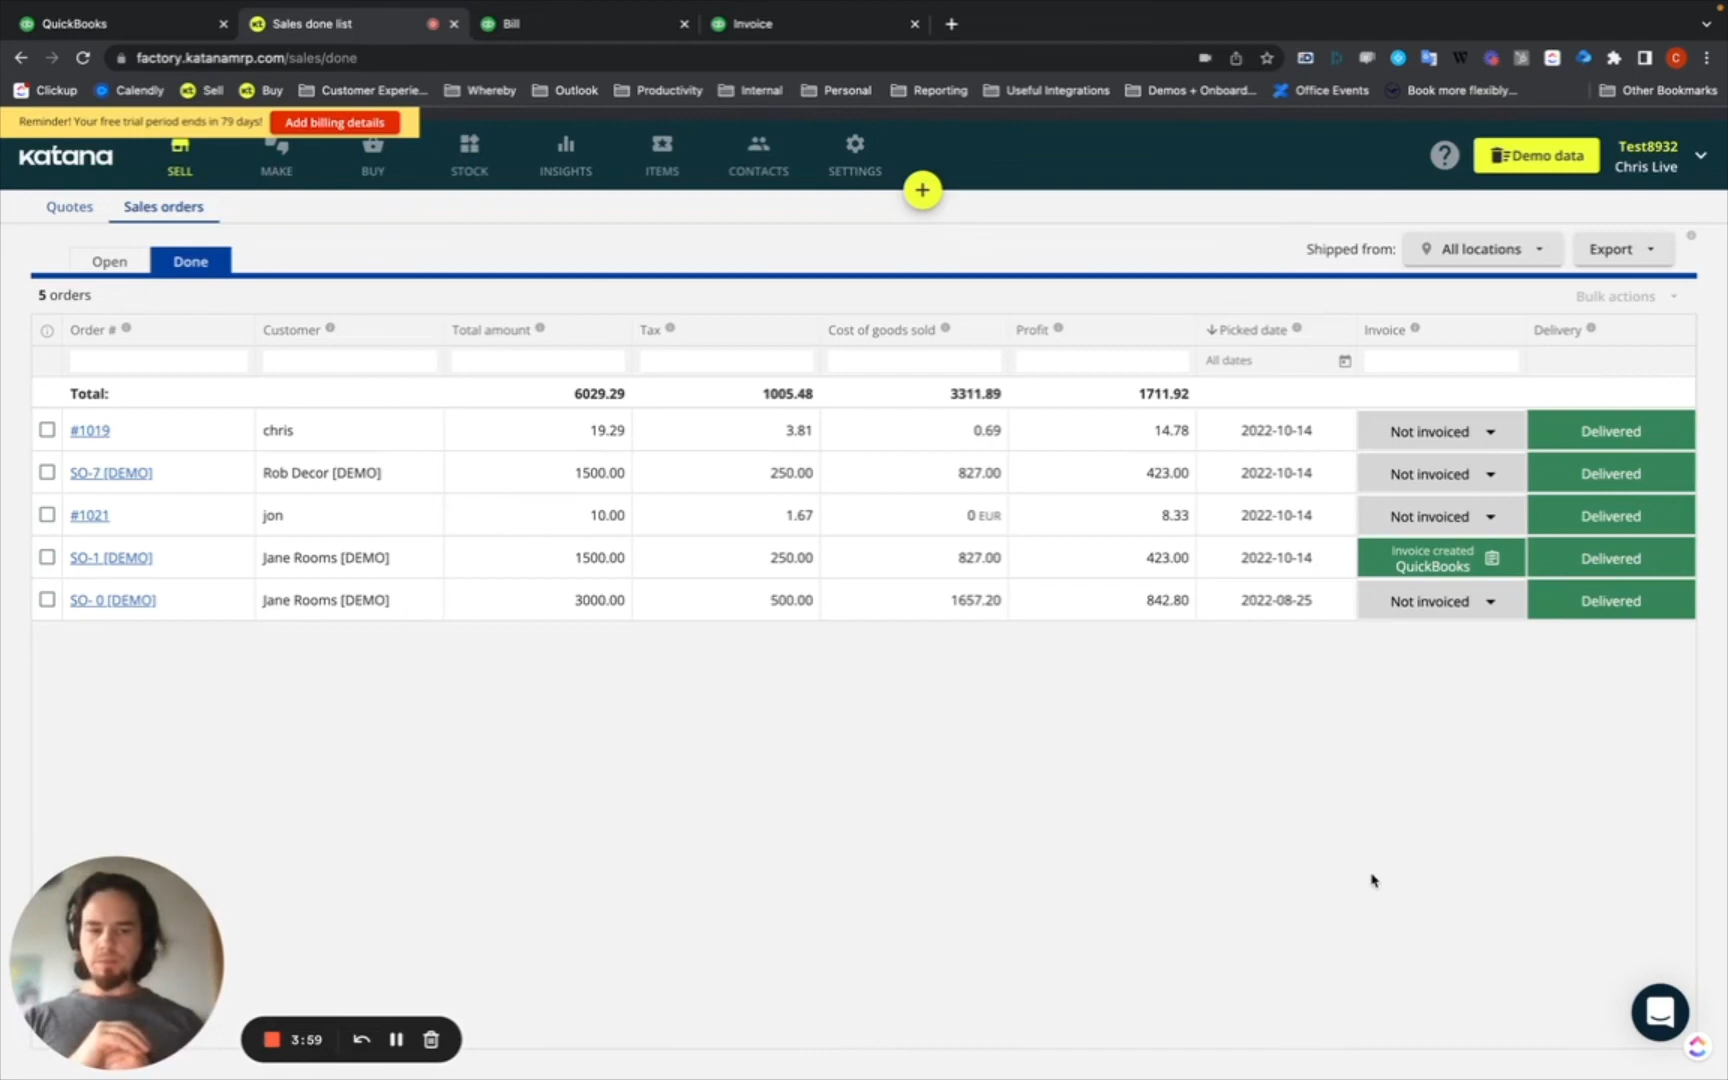 QuickBooks Sales done list Bill Invoice
factory.katanamrp.com/sales/done
C
Clickup Calendly Sell Buy Customer Experie... Whereby Outlook Productivity Internal Personal Reporting Useful Integrations Demos + Onboard... Office Events Book more flexibly... Other Bookmarks
Reminder! Your free trial period ends in 79 days! Add billing details
katana SELL MAKE BUY STOCK INSIGHTS ITEMS CONTACTS SETTINGS Demo data
Test8932
Chris Live
Quotes Sales orders
Open Done Shipped from: All locations Export
5 orders Bulk actions
Order # Customer Total amount Tax Cost of goods sold Profit Picked date Invoice Delivery
All dates
Total: 6029.29 1005.48 3311.89 1711.92
#1019 chris 19.29 3.81 0.69 14.78 2022-10-14 Not invoiced Delivered
SO-7 [DEMO] Rob Decor [DEMO] 1500.00 250.00 827.00 423.00 2022-10-14 Not invoiced Delivered
#1021 jon 10.00 1.67 0 EUR 8.33 2022-10-14 Not invoiced Delivered
SO-1 [DEMO] Jane Rooms [DEMO] 1500.00 250.00 827.00 423.00 2022-10-14 Invoice created QuickBooks Delivered
SO- 0 [DEMO] Jane Rooms [DEMO] 3000.00 500.00 1657.20 842.80 2022-08-25 Not invoiced Delivered
3:59